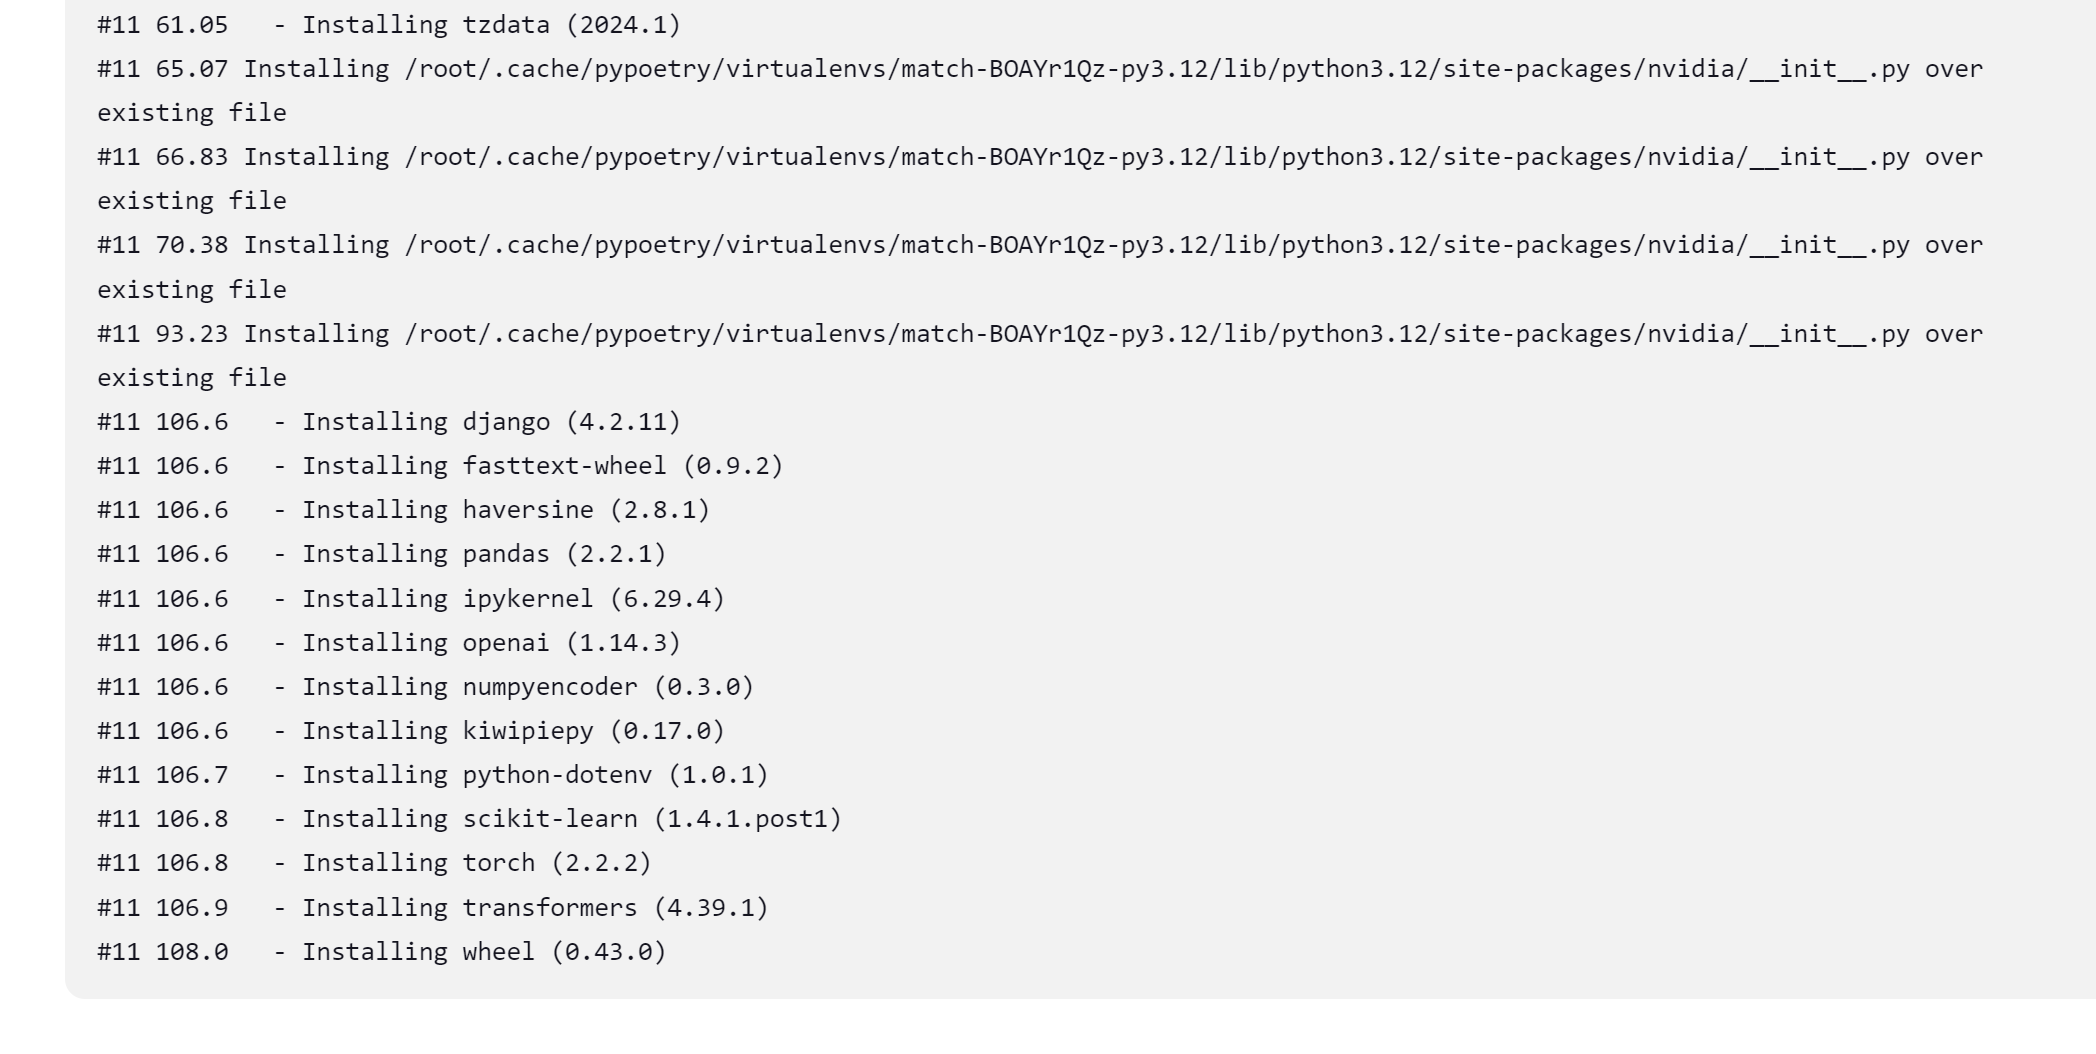 #11 61.05   - Installing tzdata (2024.1)
#11 65.07 Installing /root/.cache/pypoetry/virtualenvs/match-BOAYr1Qz-py3.12/lib/python3.12/site-packages/nvidia/__init__.py over
existing file
#11 66.83 Installing /root/.cache/pypoetry/virtualenvs/match-BOAYr1Qz-py3.12/lib/python3.12/site-packages/nvidia/__init__.py over
existing file
#11 70.38 Installing /root/.cache/pypoetry/virtualenvs/match-BOAYr1Qz-py3.12/lib/python3.12/site-packages/nvidia/__init__.py over
existing file
#11 93.23 Installing /root/.cache/pypoetry/virtualenvs/match-BOAYr1Qz-py3.12/lib/python3.12/site-packages/nvidia/__init__.py over
existing file
#11 106.6   - Installing django (4.2.11)
#11 106.6   - Installing fasttext-wheel (0.9.2)
#11 106.6   - Installing haversine (2.8.1)
#11 106.6   - Installing pandas (2.2.1)
#11 106.6   - Installing ipykernel (6.29.4)
#11 106.6   - Installing openai (1.14.3)
#11 106.6   - Installing numpyencoder (0.3.0)
#11 106.6   - Installing kiwipiepy (0.17.0)
#11 106.7   - Installing python-dotenv (1.0.1)
#11 106.8   - Installing scikit-learn (1.4.1.post1)
#11 106.8   - Installing torch (2.2.2)
#11 106.9   - Installing transformers (4.39.1)
#11 108.0   - Installing wheel (0.43.0)